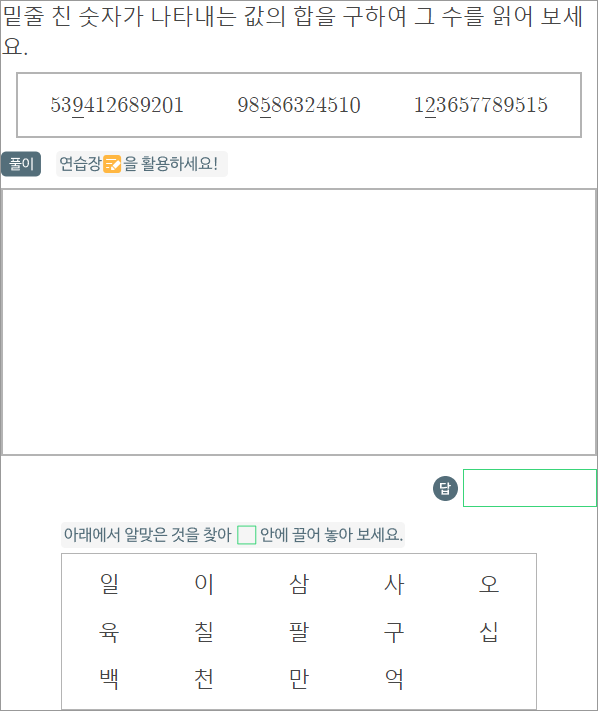 밑줄 친 숫자가 나타내는 값의 합을 구하여 그 수를 읽어 보세
요.
539412689201 98586324510 123657789515
풀이 연습장 을 활용하세요!
답
아래에서 알맞은 것을 찾아 안에 끌어 놓아 보세요.
일 이 삼 사 오
육 칠 팔 구 십
백 천 만 억